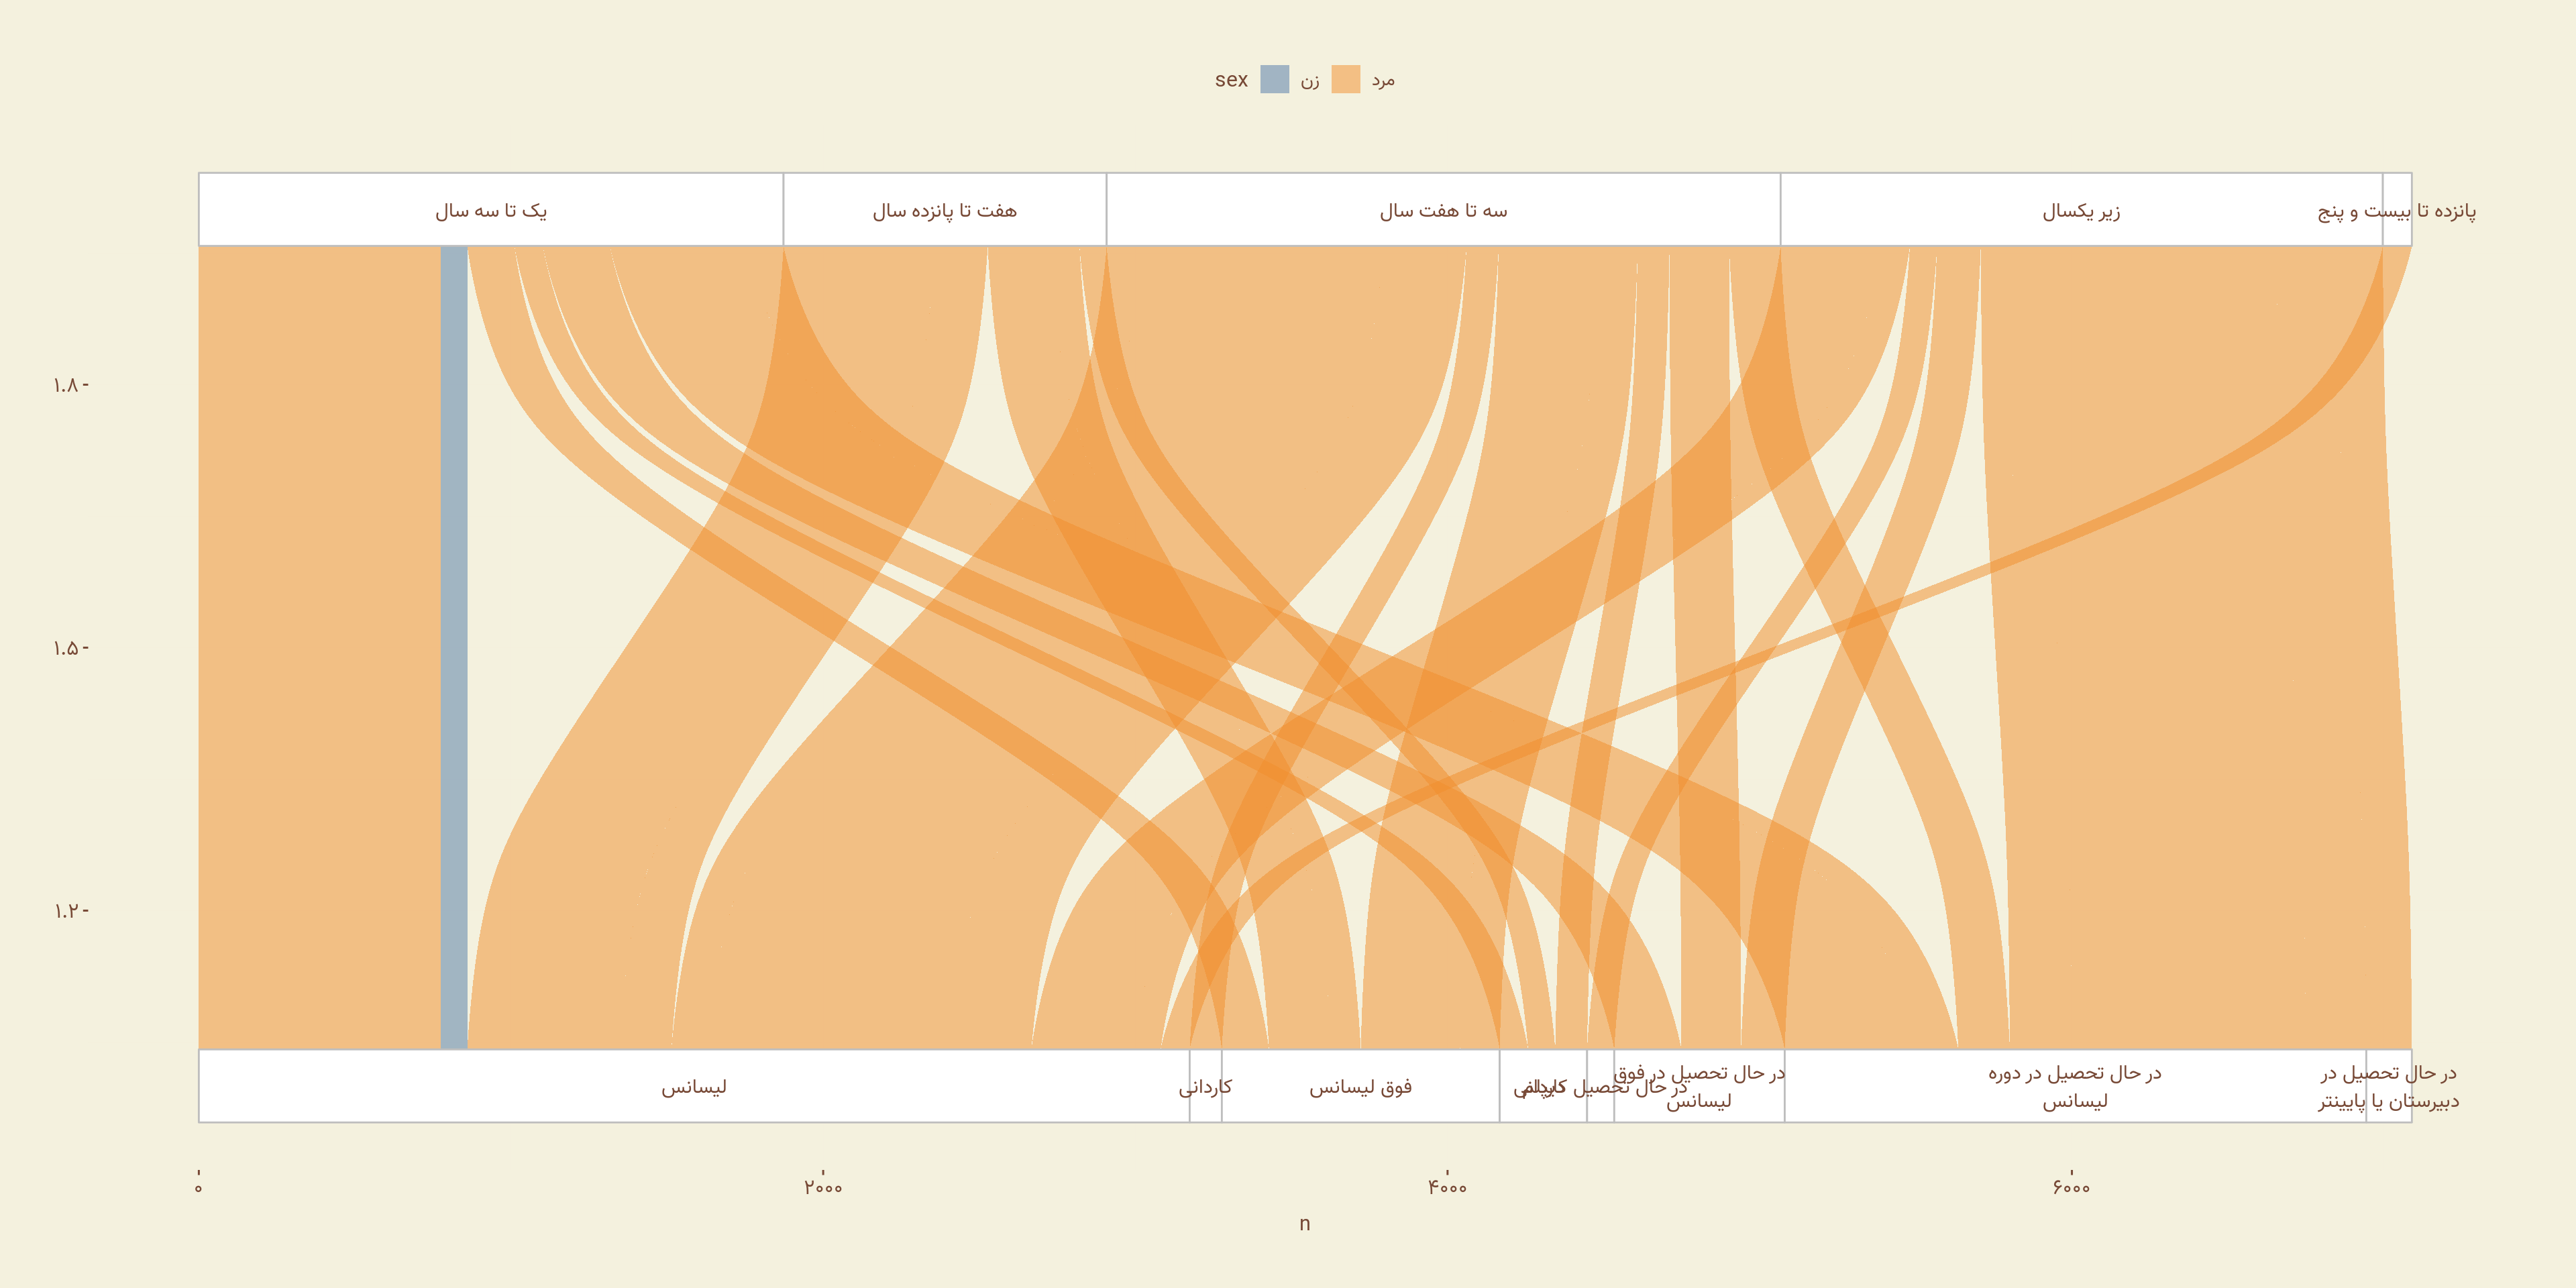 sex زن مرد
یک تا سه سال
هفت تا پانزده سال
سه تا هفت سال
زیر یکسال
پانزده تا بیست و پنج
۱.۸
۱.۵
۱.۲
لیسانس
کاردانی
فوق لیسانس
دیپلم
در حال تحصیل کاردانی
در حال تحصیل در فوق
لیسانس
در حال تحصیل در دوره
لیسانس
در حال تحصیل در
دبیرستان یا پایینتر
۰
۲۰۰۰
۴۰۰۰
۶۰۰۰
n